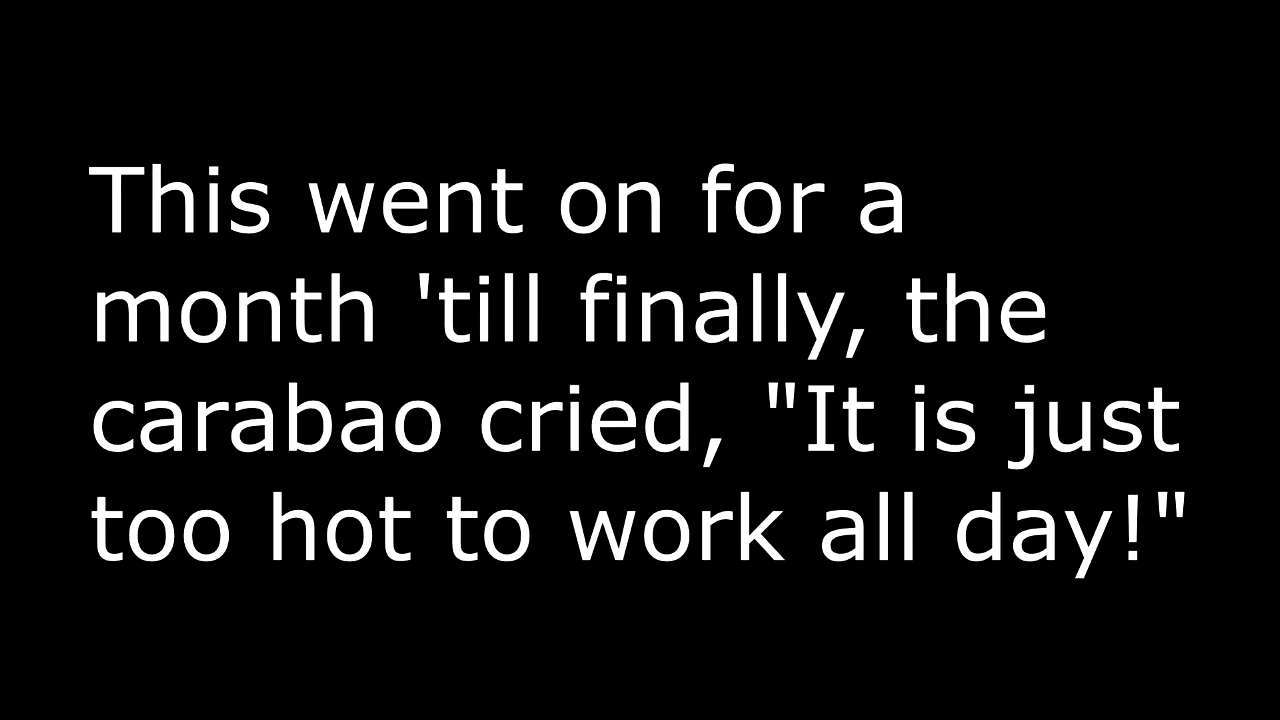 This went on for a
month 'till finally, the
carabao cried, "It is just
too hot to work all day!"